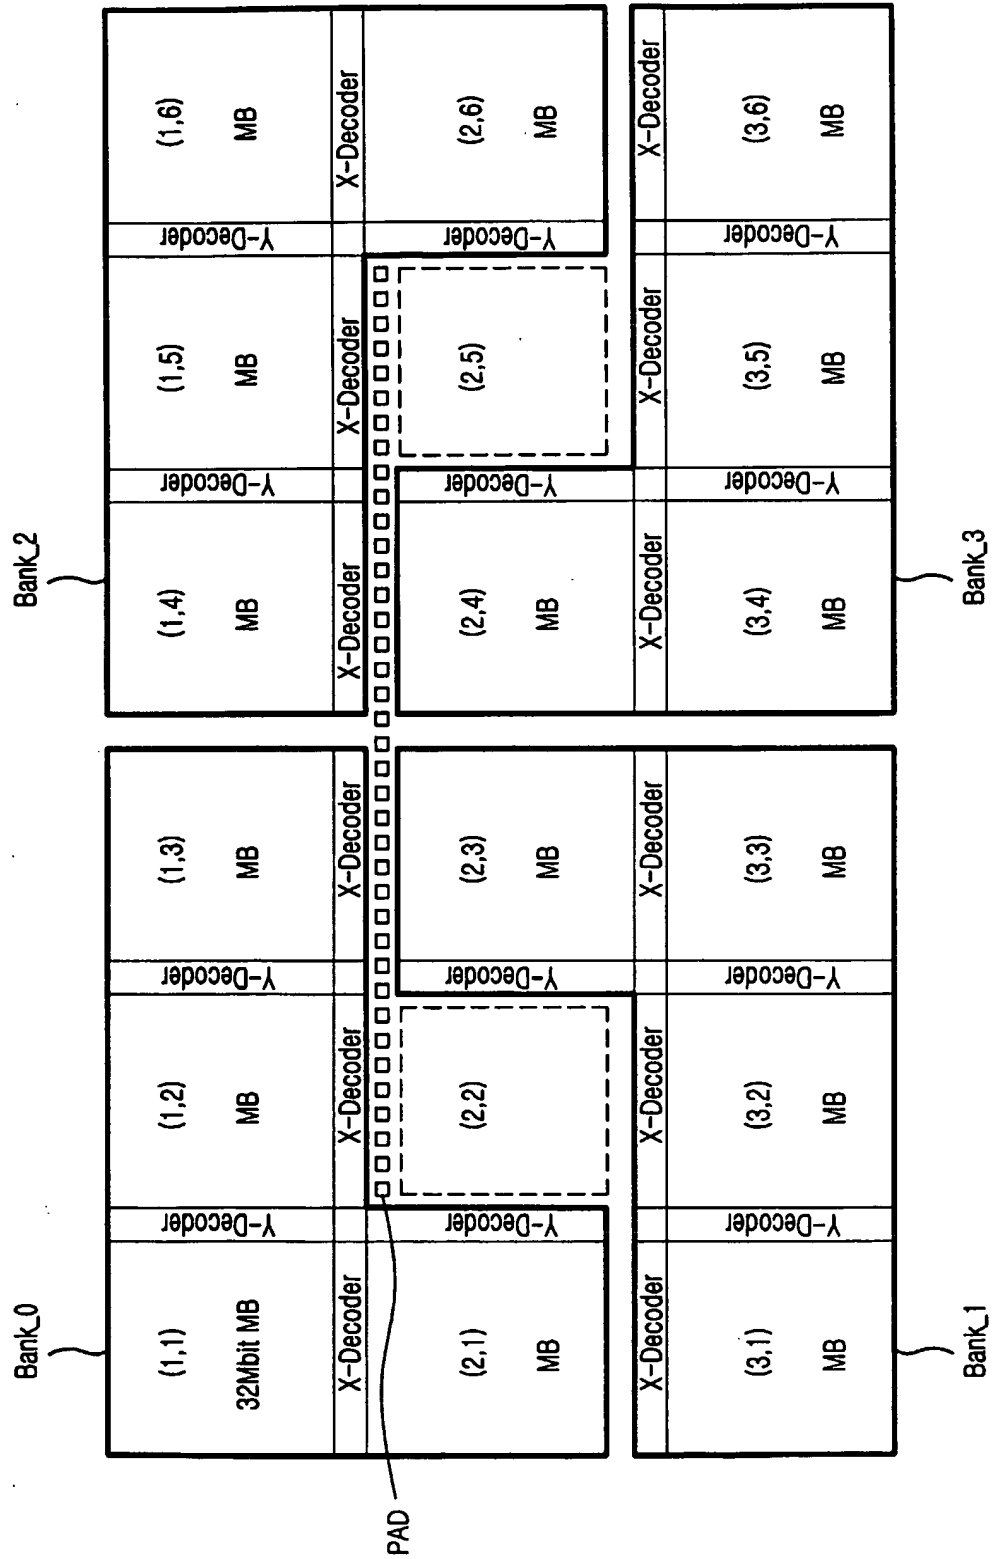 Bank_0 Bank_2
(1,1) (1,2) (1,3) (1,4) (1,5) (1,6)
Y-Decoder Y-Decoder Y-Decoder Y-Decoder
32Mbit MB MB MB MB MB MB
X-Decoder X-Decoder X-Decoder X-Decoder X-Decoder X-Decoder
PAD
(2,1) (2,2) (2,3) (2,4) (2,5) (2,6)
Y-Decoder Y-Decoder Y-Decoder Y-Decoder
MB MB MB MB
X-Decoder X-Decoder X-Decoder X-Decoder X-Decoder X-Decoder
Y-Decoder Y-Decoder Y-Decoder Y-Decoder
(3,1) (3,2) (3,3) (3,4) (3,5) (3,6)
MB MB MB MB MB MB
Bank_1 Bank_3